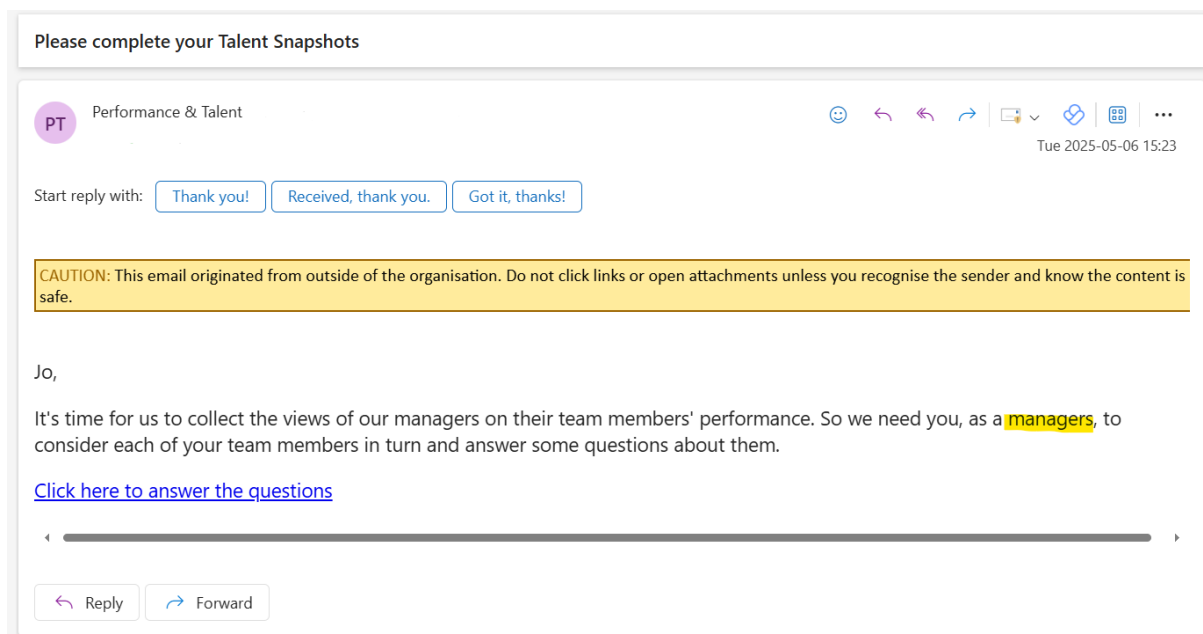 Please complete your Talent Snapshots
PT
Performance & Talent
Tue 2025-05-06 15:23
Start reply with:
Thank you!
Received, thank you.
Got it, thanks!
CAUTION: This email originated from outside of the organisation. Do not click links or open attachments unless you recognise the sender and know the content is
safe.
Jo,
It's time for us to collect the views of our managers on their team members' performance. So we need you, as a managers, to
consider each of your team members in turn and answer some questions about them.
Click here to answer the questions
Reply
Forward